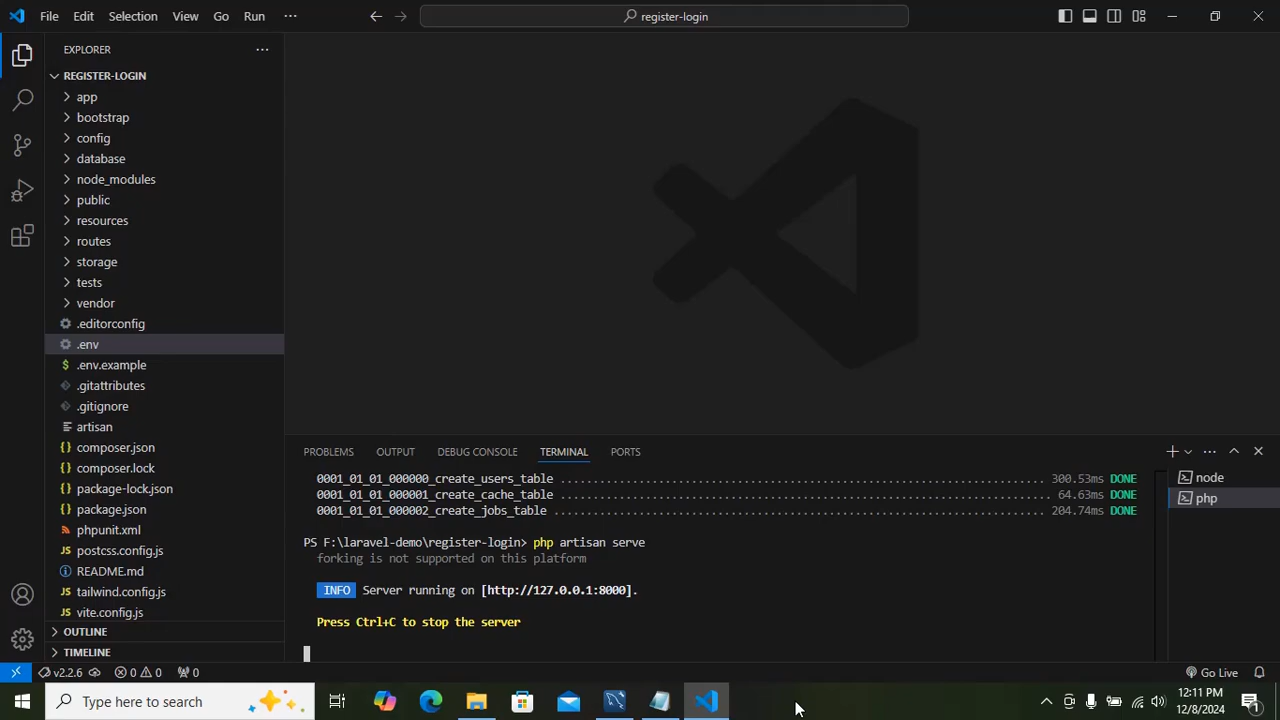 File Edit Selection View Go Run ··· register-login
EXPLORER ···
REGISTER-LOGIN
app
bootstrap
config
database
node_modules
public
resources
routes
storage
tests
vendor
.editorconfig
.env
.env.example
.gitattributes
.gitignore
artisan
composer.json
composer.lock
package-lock.json
package.json
phpunit.xml
postcss.config.js
README.md
tailwind.config.js
vite.config.js
OUTLINE
TIMELINE
PROBLEMS OUTPUT DEBUG CONSOLE TERMINAL PORTS
0001_01_01_000000_create_users_table ............................................................. 300.53ms DONE
0001_01_01_000001_create_cache_table .............................................................. 64.63ms DONE
0001_01_01_000002_create_jobs_table .............................................................. 204.74ms DONE
PS F:\laravel-demo\register-login> php artisan serve
forking is not supported on this platform
INFO Server running on [http://127.0.0.1:8000].
Press Ctrl+C to stop the server
node
php
v2.2.6 0 0 0 Go Live
Type here to search
12:11 PM
12/8/2024
1